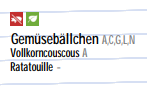 Gemüsebällchen A,C,G,L,N
Vollkorncouscous A
Ratatouille -